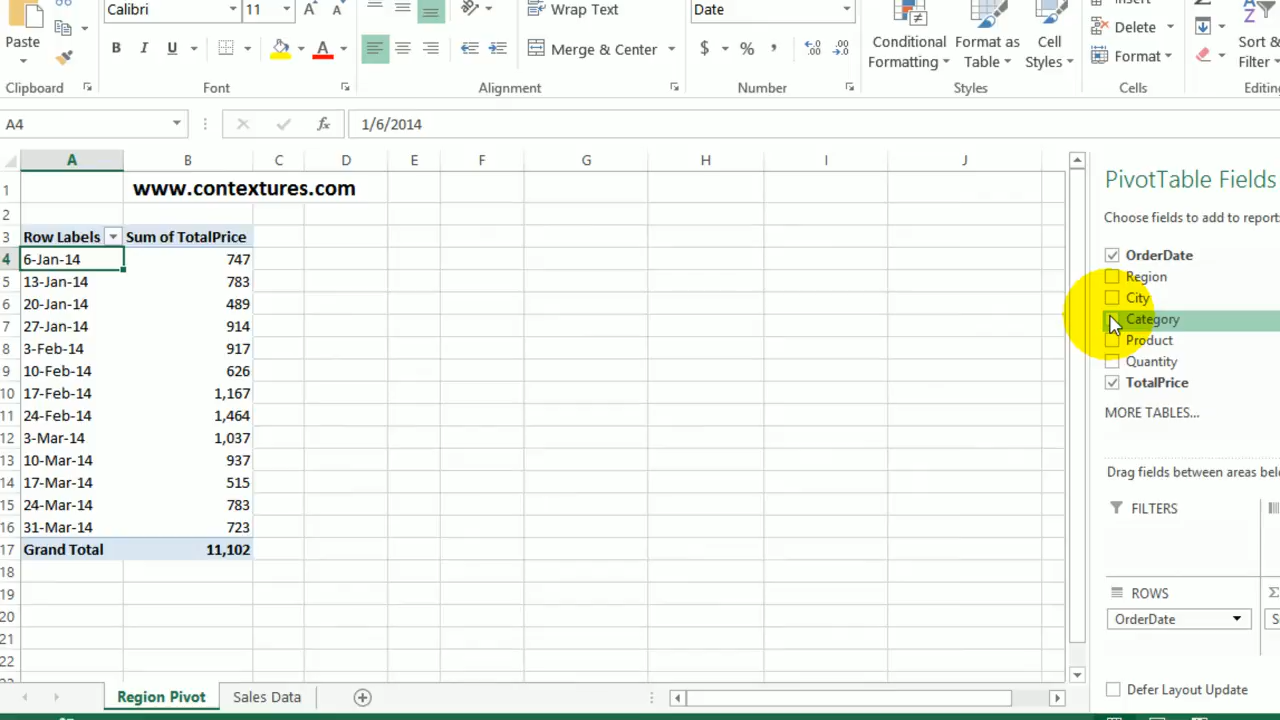 Calibri 11 Wrap Text Date Insert
Paste B I U Merge & Center $ % Conditional Formatting Format as Table Cell Styles Delete Format Sort & Filter
Clipboard Font Alignment Number Styles Cells Editing
A4 fx 1/6/2014
A B C D E F G H I J
1 www.contextures.com
2
3 Row Labels Sum of TotalPrice
4 6-Jan-14 747
5 13-Jan-14 783
6 20-Jan-14 489
7 27-Jan-14 914
8 3-Feb-14 917
9 10-Feb-14 626
10 17-Feb-14 1,167
11 24-Feb-14 1,464
12 3-Mar-14 1,037
13 10-Mar-14 937
14 17-Mar-14 515
15 24-Mar-14 783
16 31-Mar-14 723
17 Grand Total 11,102
18
19
20
21
22
PivotTable Fields
Choose fields to add to report
OrderDate
Region
City
Category
Product
Quantity
TotalPrice
MORE TABLES...
Drag fields between areas
FILTERS
ROWS Σ
OrderDate
Defer Layout Update
Region Pivot Sales Data